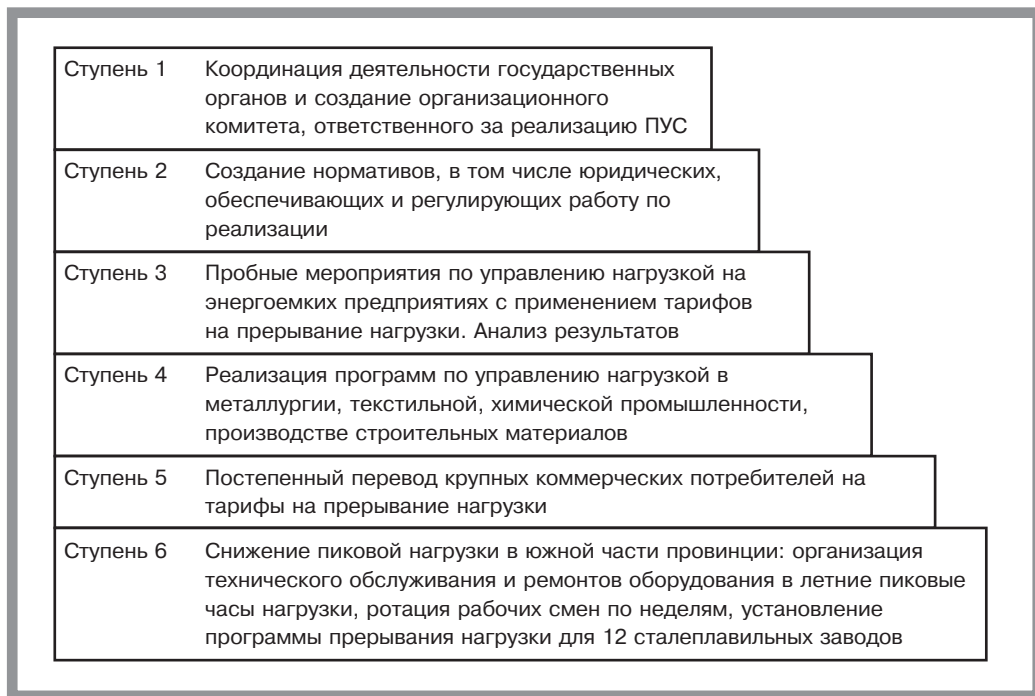 Ступень 1 Координация деятельности государственных
органов и создание организационного
комитета, ответственного за реализацию ПУС
Ступень 2 Создание нормативов, в том числе юридических,
обеспечивающих и регулирующих работу по
реализации
Ступень 3 Пробные мероприятия по управлению нагрузкой на
энергоемких предприятиях с применением тарифов
на прерывание нагрузки. Анализ результатов
Ступень 4 Реализация программ по управлению нагрузкой в
металлургии, текстильной, химической промышленности,
производстве строительных материалов
Ступень 5 Постепенный перевод крупных коммерческих потребителей на
тарифы на прерывание нагрузки
Ступень 6 Снижение пиковой нагрузки в южной части провинции: организация
технического обслуживания и ремонтов оборудования в летние пиковые
часы нагрузки, ротация рабочих смен по неделям, установление
программы прерывания нагрузки для 12 сталеплавильных заводов